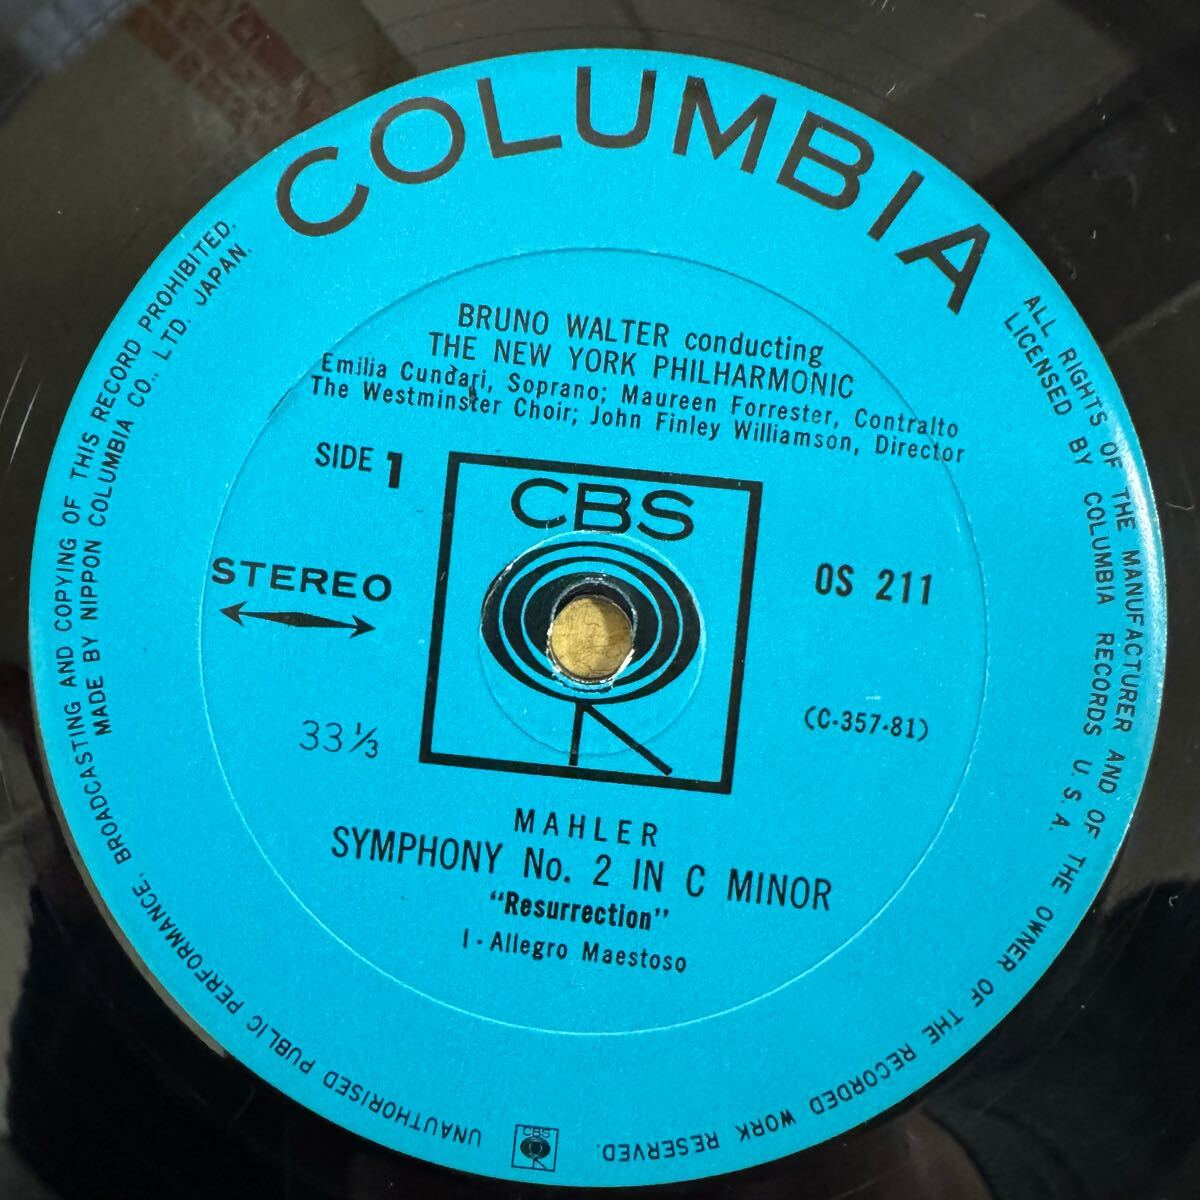 COLUMBIA
BRUNO WALTER conducting
THE NEW YORK PHILHARMONIC
Emilia Cundari, Soprano; Maureen Forrester, Contralto
The Westminster Choir; John Finley Williamson, Director
SIDE 1
CBS
STEREO
OS 211
33⅓
(C-357-81)
MAHLER
SYMPHONY No. 2 IN C MINOR
"Resurrection"
I - Allegro Maestoso
ALL RIGHTS OF THE MANUFACTURER AND OF THE OWNER OF THE RECORDED WORK RESERVED.
LICENSED BY COLUMBIA RECORDS U.S.A.
CBS
UNAUTHORISED PUBLIC PERFORMANCE, BROADCASTING AND COPYING OF THIS RECORD PROHIBITED.
MADE BY NIPPON COLUMBIA CO., LTD. JAPAN.